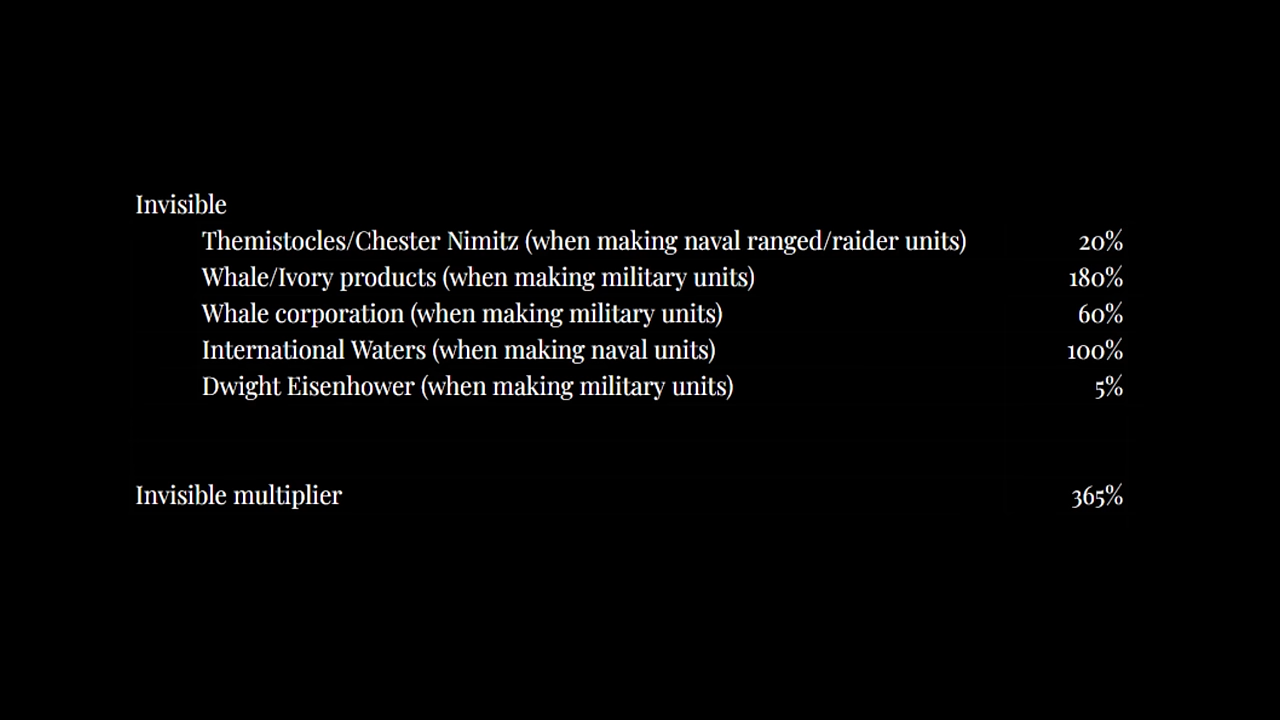 Invisible
Themistocles/Chester Nimitz (when making naval ranged/raider units) 20%
Whale/Ivory products (when making military units) 180%
Whale corporation (when making military units) 60%
International Waters (when making naval units) 100%
Dwight Eisenhower (when making military units) 5%
Invisible multiplier 365%